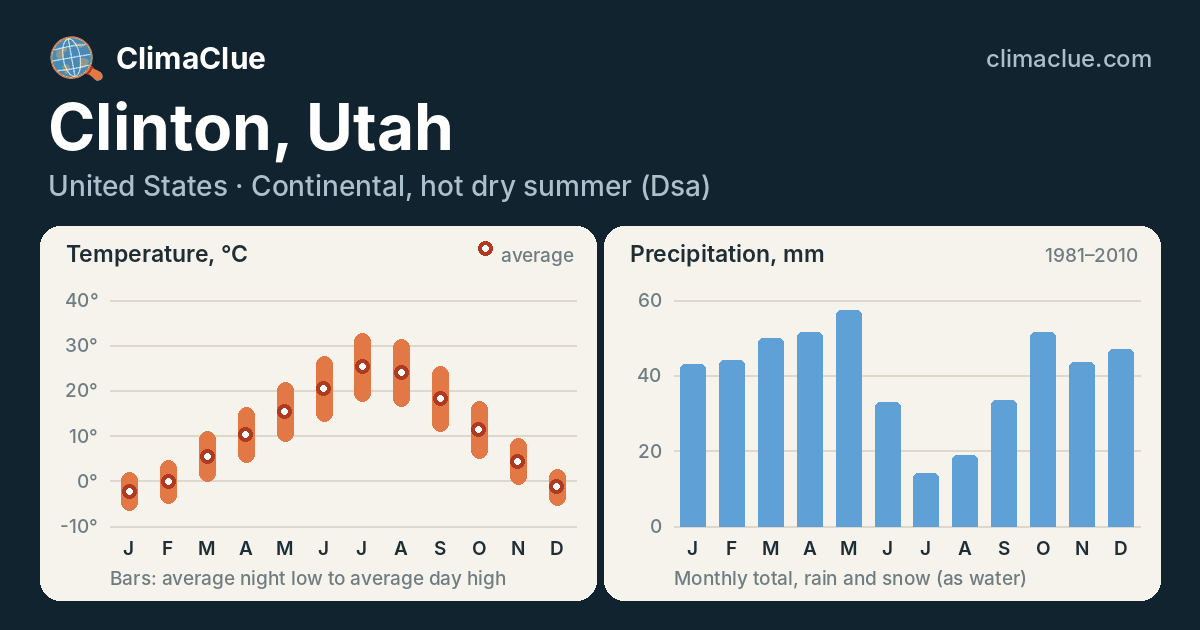 ClimaClue
climaclue.com
Clinton, Utah
United States · Continental, hot dry summer (Dsa)
Temperature, °C
average
40°
30°
20°
10°
0°
-10°
J F M A M J J A S O N D
Bars: average night low to average day high
Precipitation, mm
1981–2010
60
40
20
0
J F M A M J J A S O N D
Monthly total, rain and snow (as water)